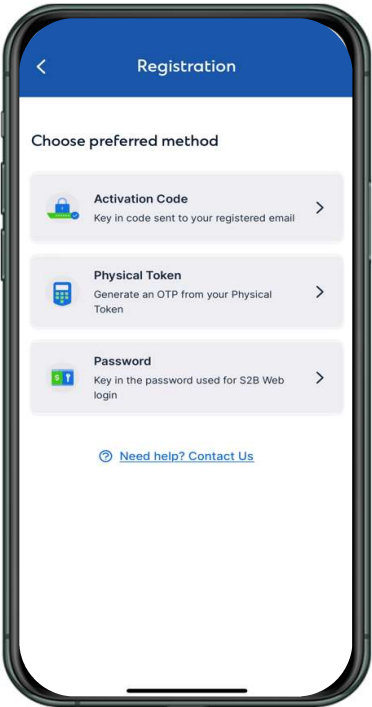 Registration
Choose preferred method
Activation Code
Key in code sent to your registered email
Physical Token
Generate an OTP from your Physical
Token
Password
Key in the password used for S2B Web
login
Need help? Contact Us